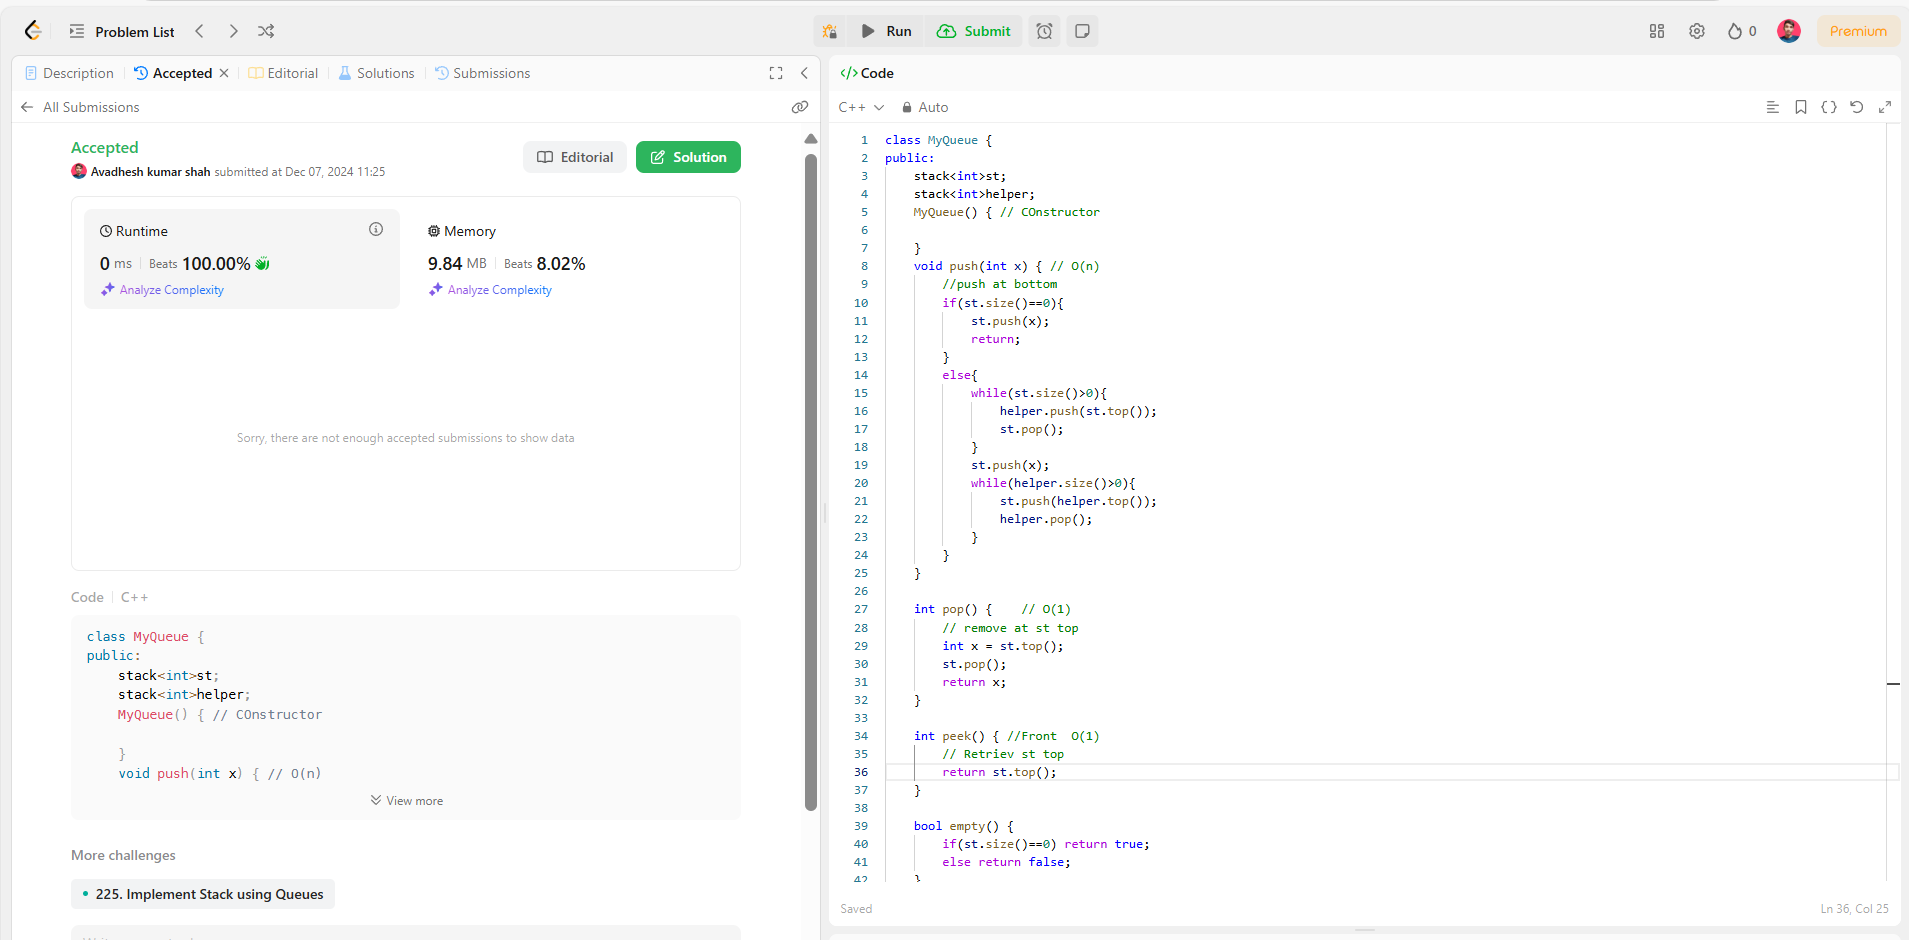 Problem List
Run
Submit
0
Premium
Description
Accepted
Editorial
Solutions
Submissions
All Submissions
Accepted
Avadhesh kumar shah submitted at Dec 07, 2024 11:25
Editorial
Solution
Runtime
0 ms Beats 100.00%
Analyze Complexity
Memory
9.84 MB Beats 8.02%
Analyze Complexity
Sorry, there are not enough accepted submissions to show data
Code C++
class MyQueue {
public:
    stack<int>st;
    stack<int>helper;
    MyQueue() { // COnstructor
    }
    void push(int x) { // O(n)
View more
More challenges
225. Implement Stack using Queues
</> Code
C++
Auto
1 class MyQueue {
2 public:
3     stack<int>st;
4     stack<int>helper;
5     MyQueue() { // COnstructor
6
7     }
8     void push(int x) { // O(n)
9         //push at bottom
10         if(st.size()==0){
11             st.push(x);
12             return;
13         }
14         else{
15             while(st.size()>0){
16                 helper.push(st.top());
17                 st.pop();
18             }
19             st.push(x);
20             while(helper.size()>0){
21                 st.push(helper.top());
22                 helper.pop();
23             }
24         }
25     }
26
27     int pop() {    // O(1)
28         // remove at st top
29         int x = st.top();
30         st.pop();
31         return x;
32     }
33
34     int peek() { //Front  O(1)
35         // Retriev st top
36         return st.top();
37     }
38
39     bool empty() {
40         if(st.size()==0) return true;
41         else return false;
42     }
Saved
Ln 36, Col 25